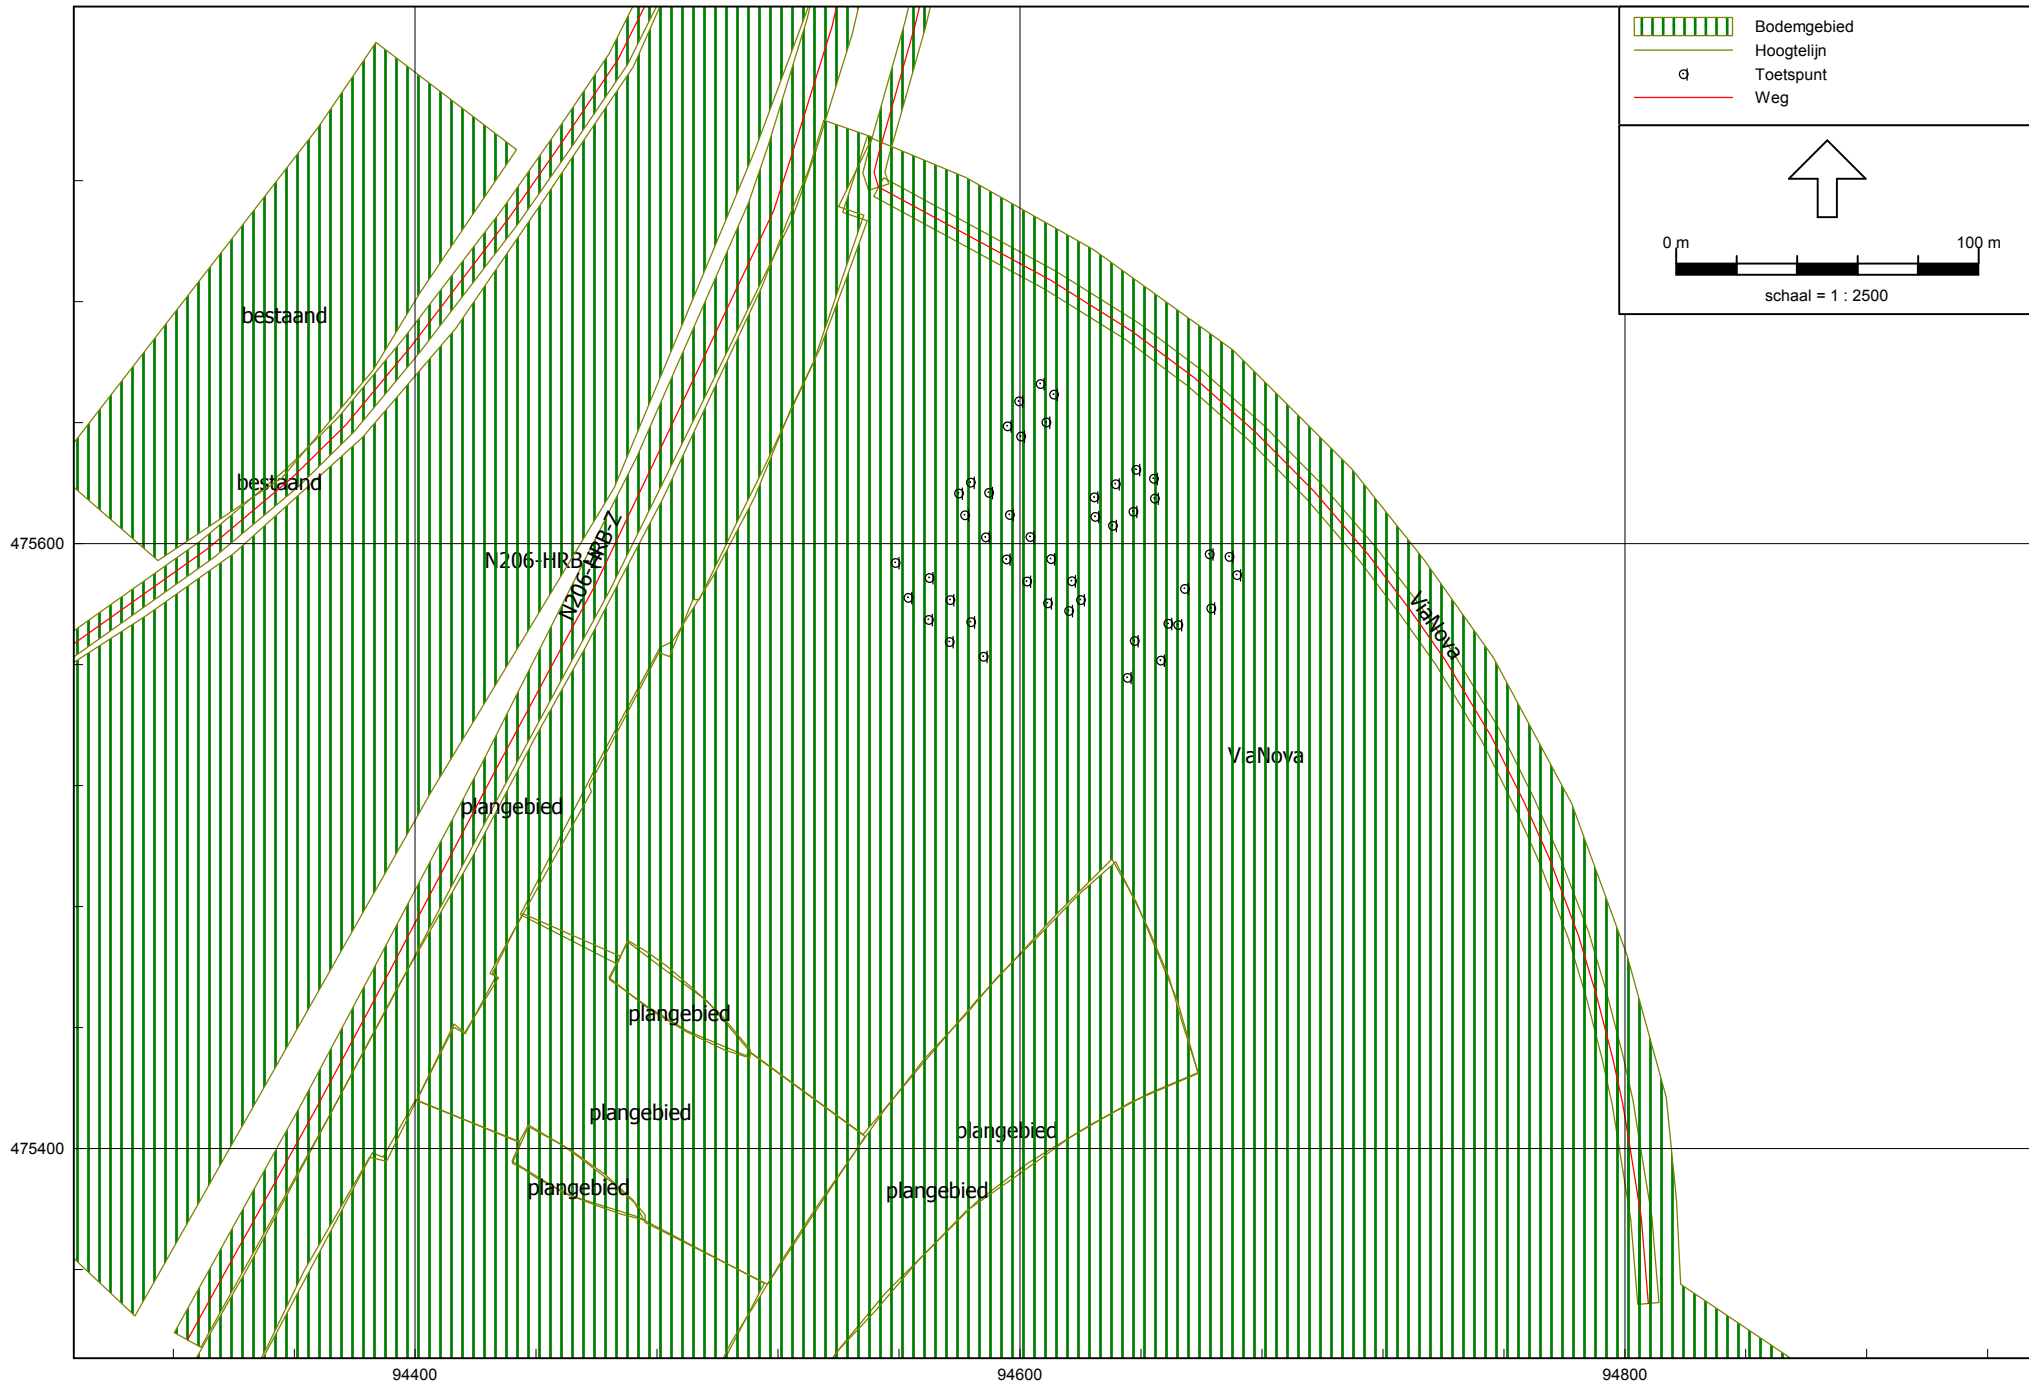 Bodemgebied
Hoogtelijn
Toetspunt
Weg
0 m 100 m
schaal = 1 : 2500
bestaand
bestaand
475600
N206-HRB-Z
N206-HRB-Z
ViaNova
ViaNova
plangebied
plangebied
plangebied
plangebied
475400
plangebied
plangebied
94400 94600 94800